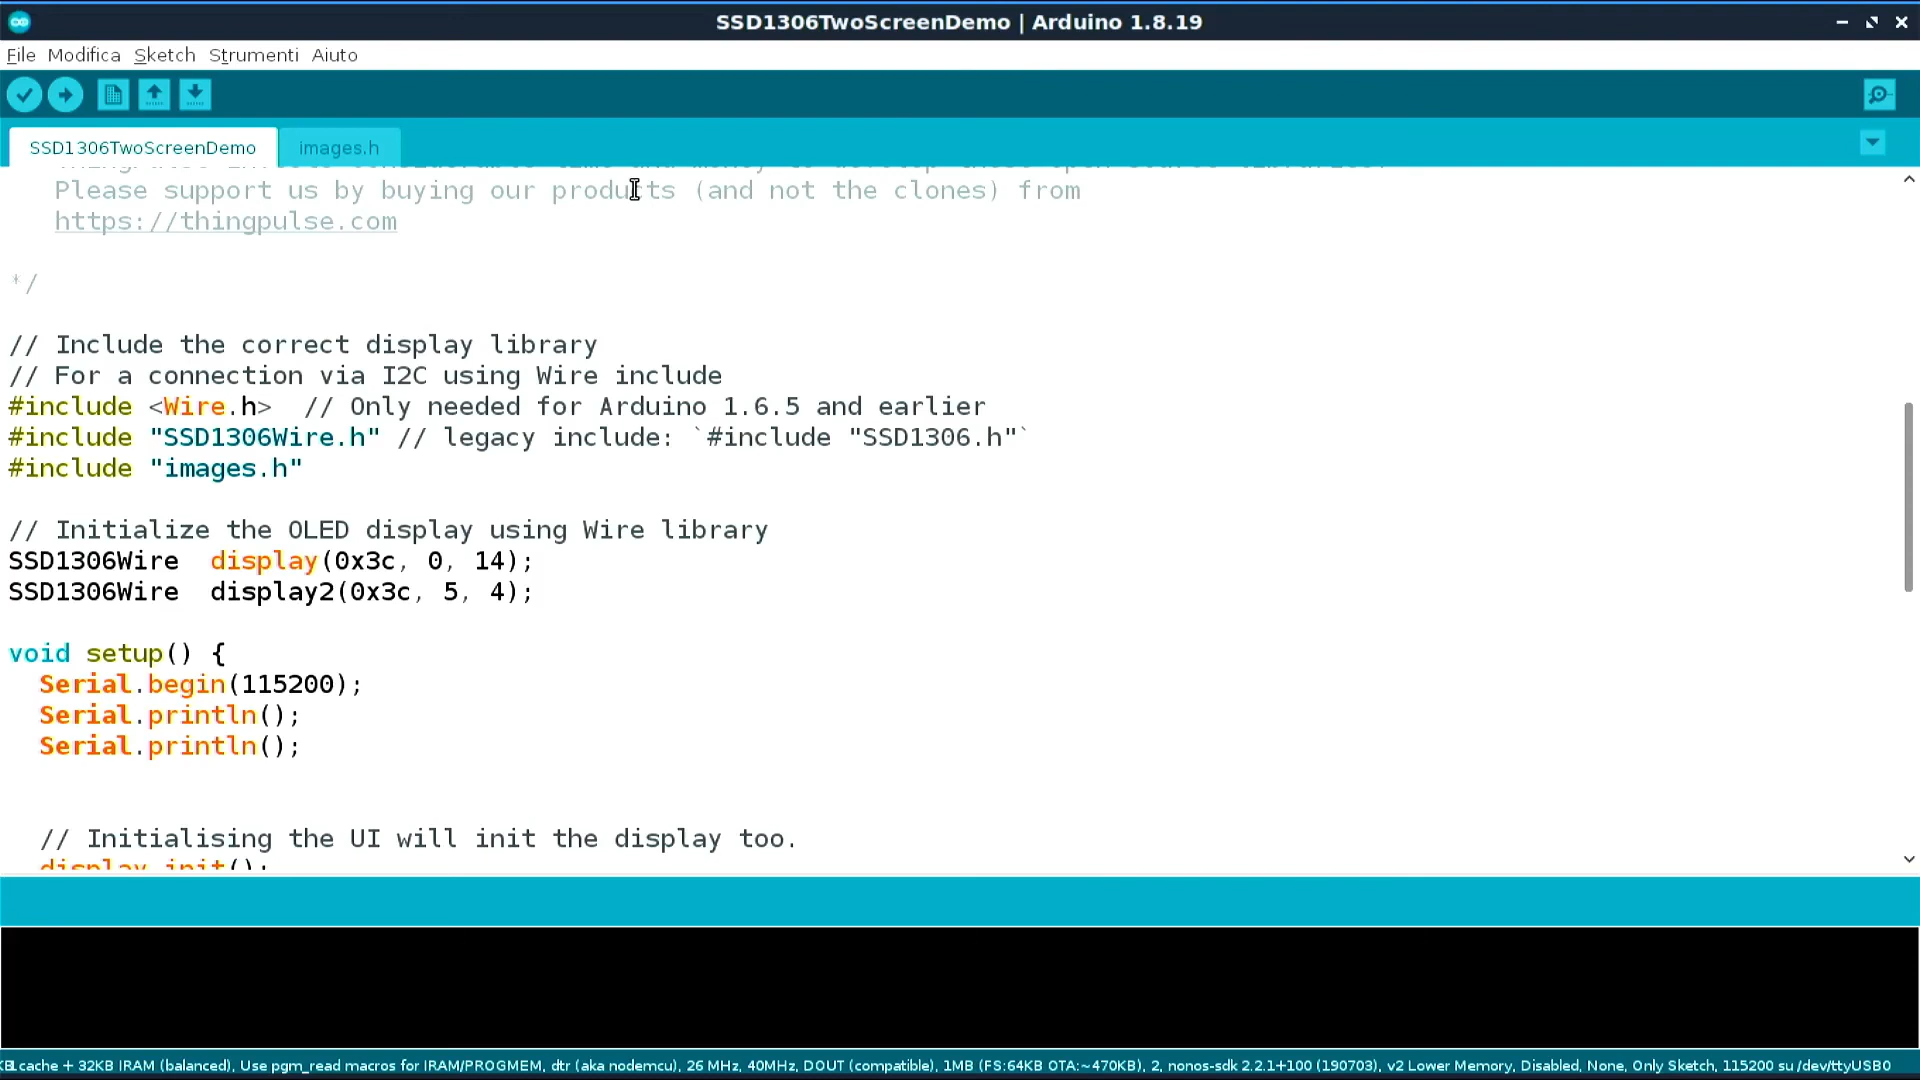 SSD1306TwoScreenDemo | Arduino 1.8.19
File Modifica Sketch Strumenti Aiuto
SSD1306TwoScreenDemo images.h
Please support us by buying our products (and not the clones) from
https://thingpulse.com
*/
// Include the correct display library
// For a connection via I2C using Wire include
#include <Wire.h>  // Only needed for Arduino 1.6.5 and earlier
#include "SSD1306Wire.h" // legacy include: `#include "SSD1306.h"`
#include "images.h"
// Initialize the OLED display using Wire library
SSD1306Wire  display(0x3c, 0, 14);
SSD1306Wire  display2(0x3c, 5, 4);
void setup() {
  Serial.begin(115200);
  Serial.println();
  Serial.println();
  // Initialising the UI will init the display too.
  display.init();
cache + 32KB IRAM (balanced), Use pgm_read macros for IRAM/PROGMEM, dtr (aka nodemcu), 26 MHz, 40MHz, DOUT (compatible), 1MB (FS:64KB OTA:~470KB), 2, nonos-sdk 2.2.1+100 (190703), v2 Lower Memory, Disabled, None, Only Sketch, 115200 su /dev/ttyUSB0